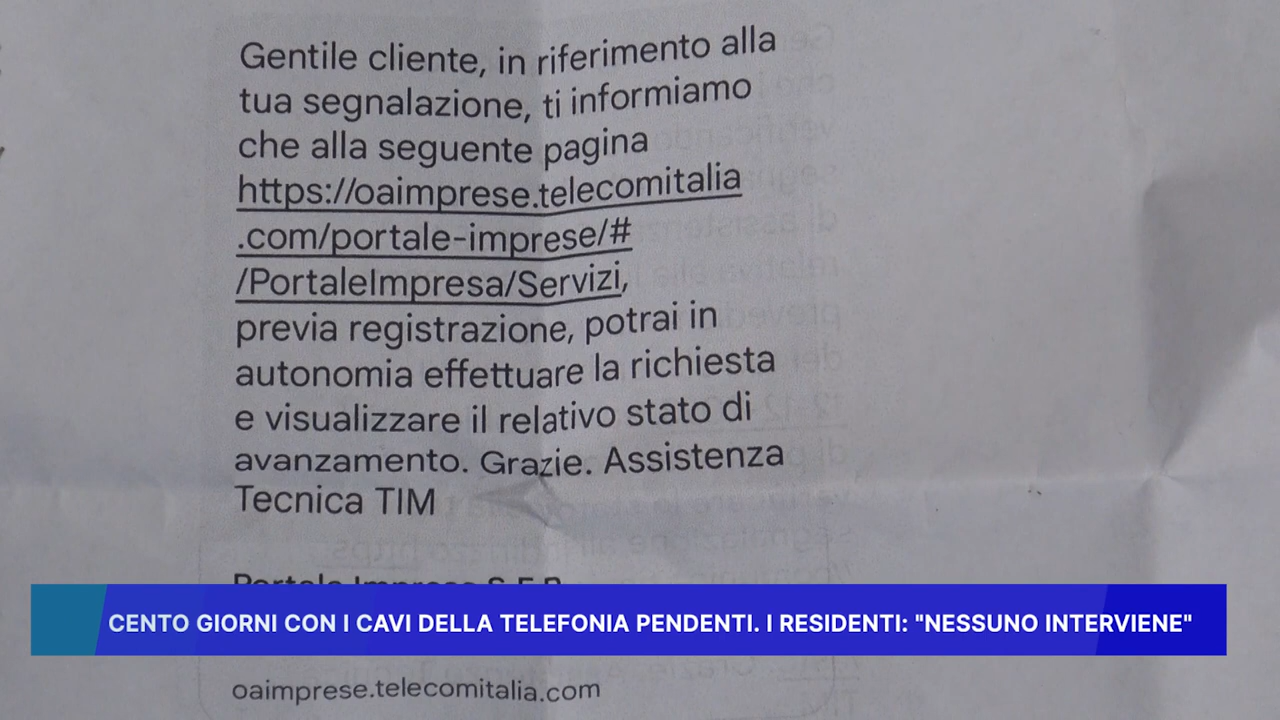 Gentile cliente, in riferimento alla
tua segnalazione, ti informiamo
che alla seguente pagina
https://oaimprese.telecomitalia
.com/portale-imprese/#
/PortaleImpresa/Servizi,
previa registrazione, potrai in
autonomia effettuare la richiesta
e visualizzare il relativo stato di
avanzamento. Grazie. Assistenza
Tecnica TIM
Portale Imprese S.F.P.
CENTO GIORNI CON I CAVI DELLA TELEFONIA PENDENTI. I RESIDENTI: "NESSUNO INTERVIENE"
oaimprese.telecomitalia.com